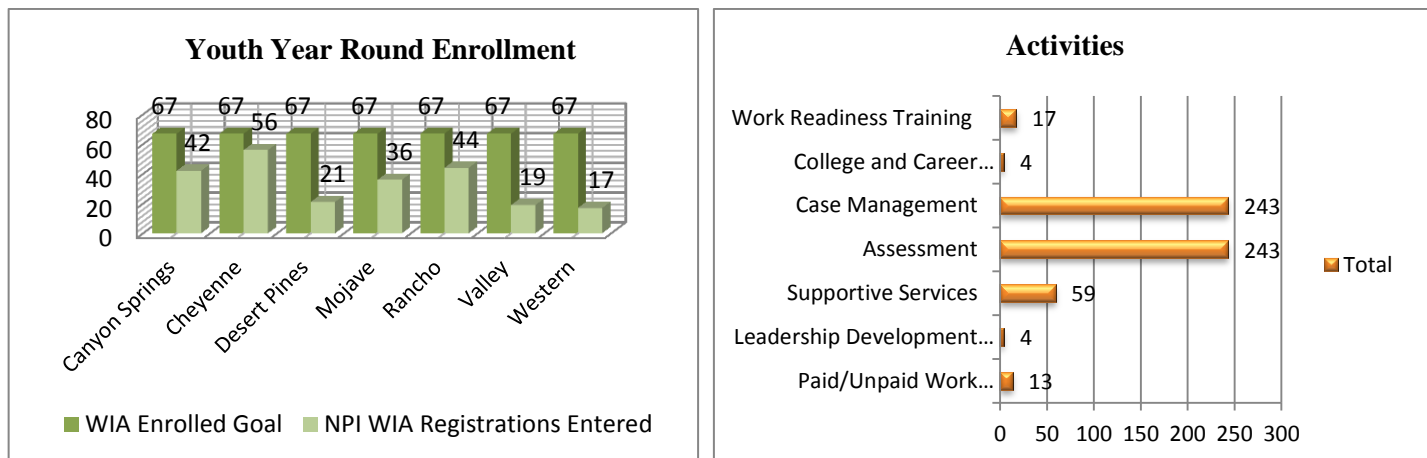 Youth Year Round Enrollment
67 67 67 67 67 67 67
42 56 21 36 44 19 17
80
60
40
20
0
Canyon Springs
Cheyenne
Desert Pines
Mojave
Rancho
Valley
Western
WIA Enrolled Goal NPI WIA Registrations Entered
Activities
Work Readiness Training 17
College and Career... 4
Case Management 243
Assessment 243
Supportive Services 59
Leadership Development... 4
Paid/Unpaid Work... 13
0 50 100 150 200 250 300
Total